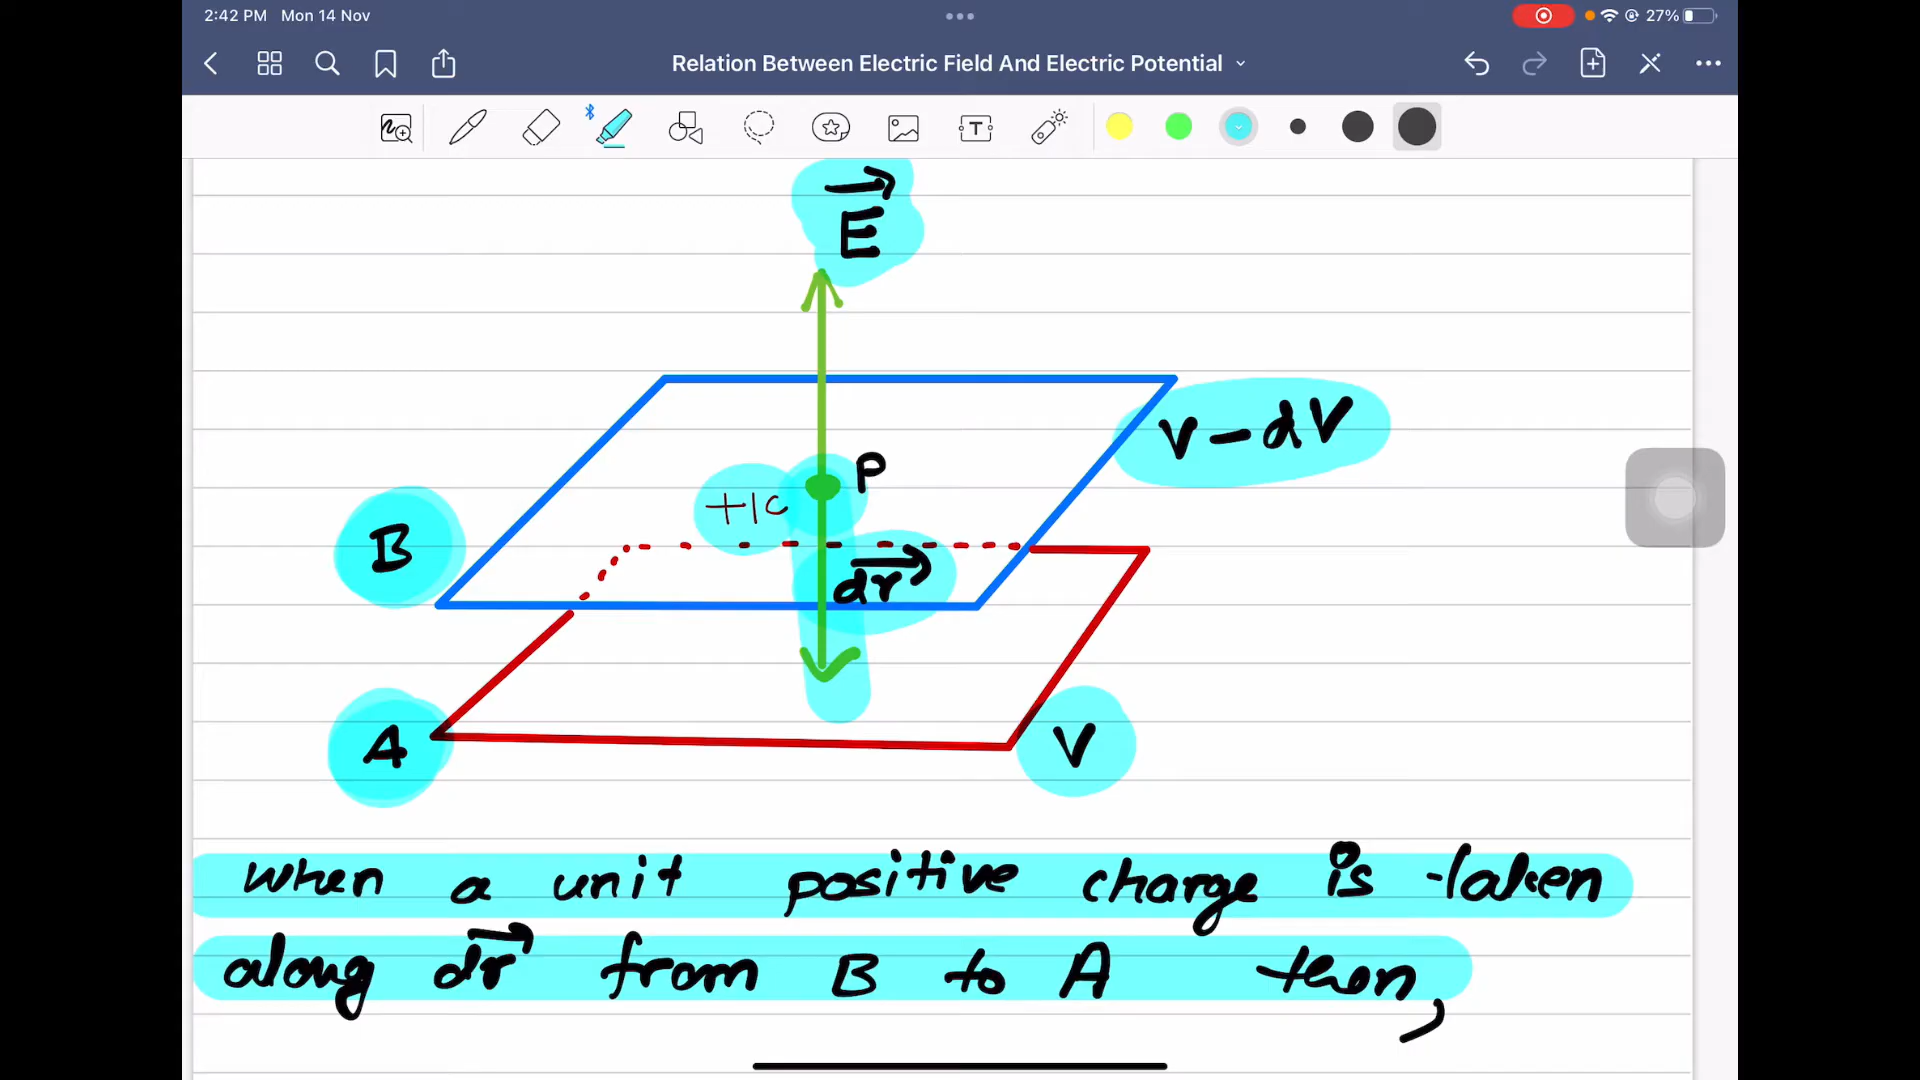 2:42 PM Mon 14 Nov
27%
Relation Between Electric Field And Electric Potential
T
E
V-dV
P
+1C
B
dr
A
V
when a unit positive charge is taken
along dr from B to A then,